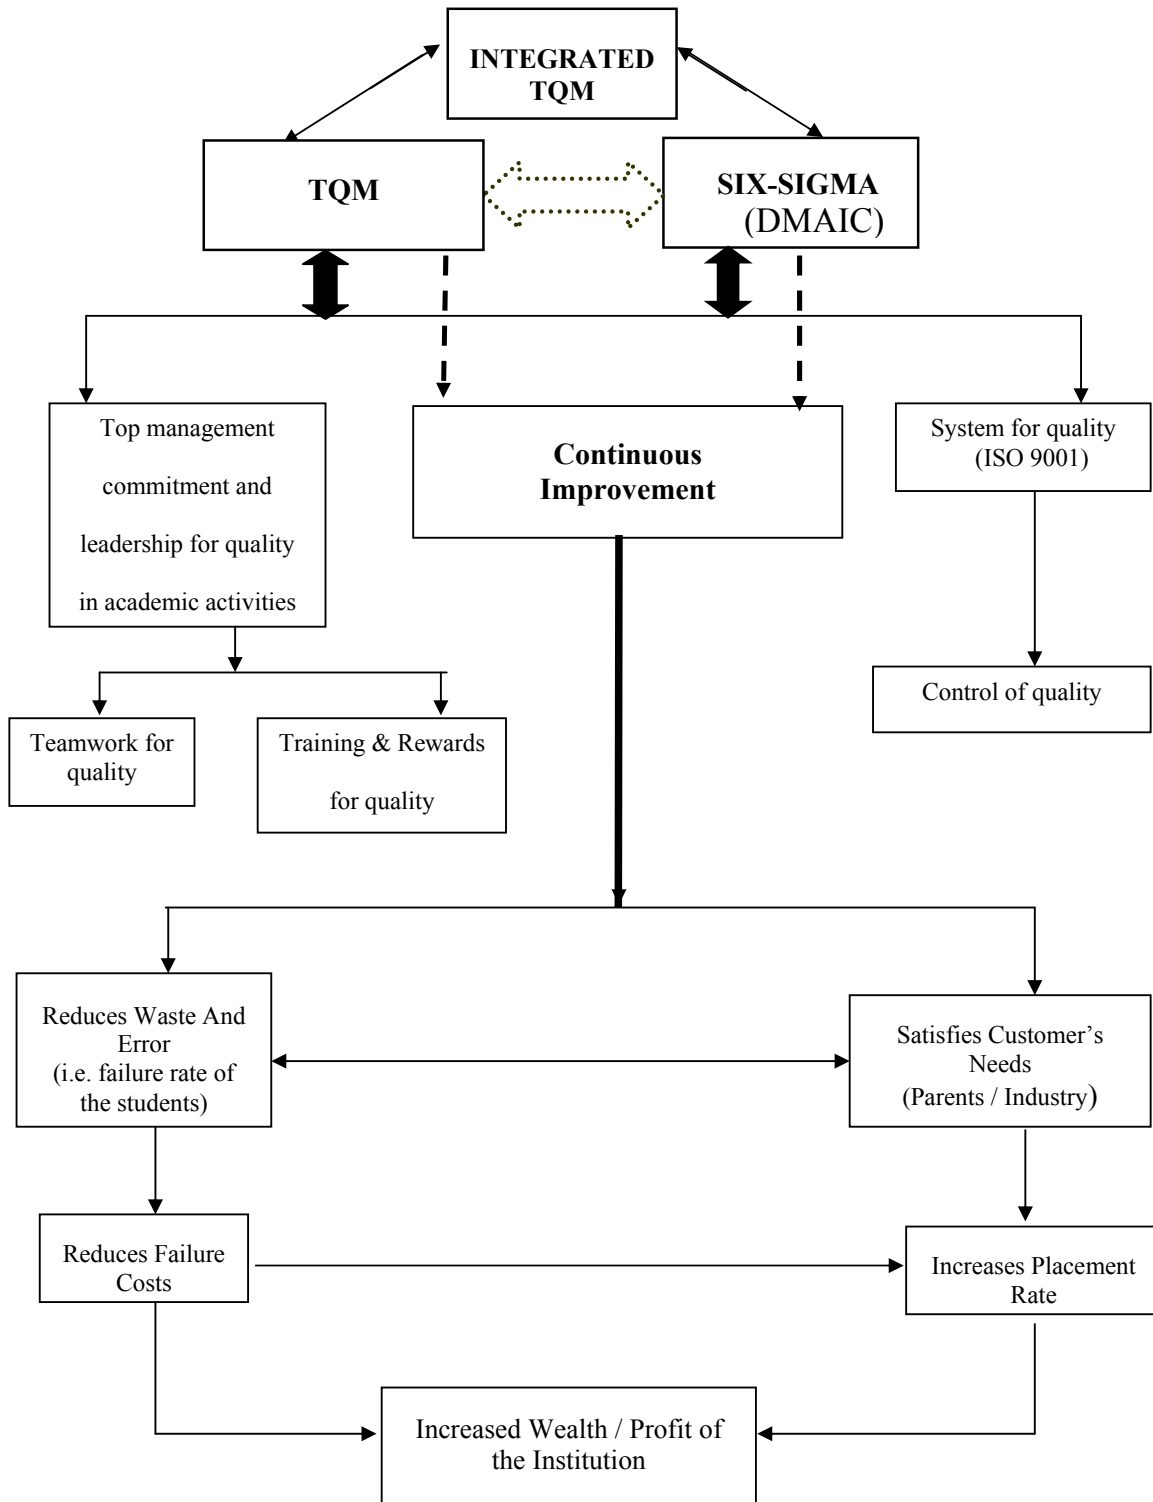 INTEGRATED
TQM
TQM
SIX-SIGMA
(DMAIC)
Top management
commitment and
leadership for quality
in academic activities
Continuous
Improvement
System for quality
(ISO 9001)
Control of quality
Teamwork for
quality
Training & Rewards
for quality
Reduces Waste And
Error
(i.e. failure rate of
the students)
Satisfies Customer’s
Needs
(Parents / Industry)
Reduces Failure
Costs
Increases Placement
Rate
Increased Wealth / Profit of
the Institution